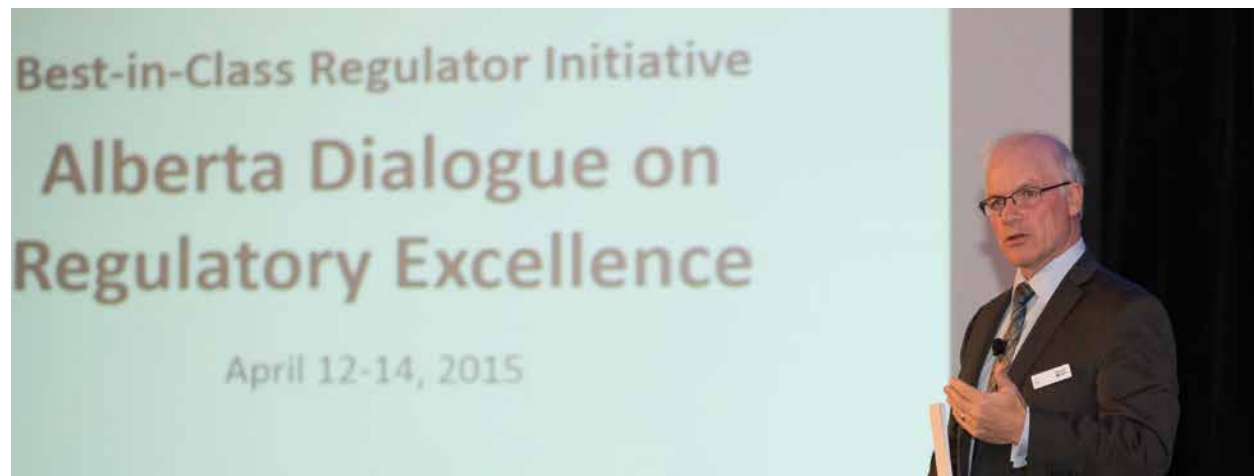 Best-in-Class Regulator Initiative
Alberta Dialogue on
Regulatory Excellence
April 12-14, 2015